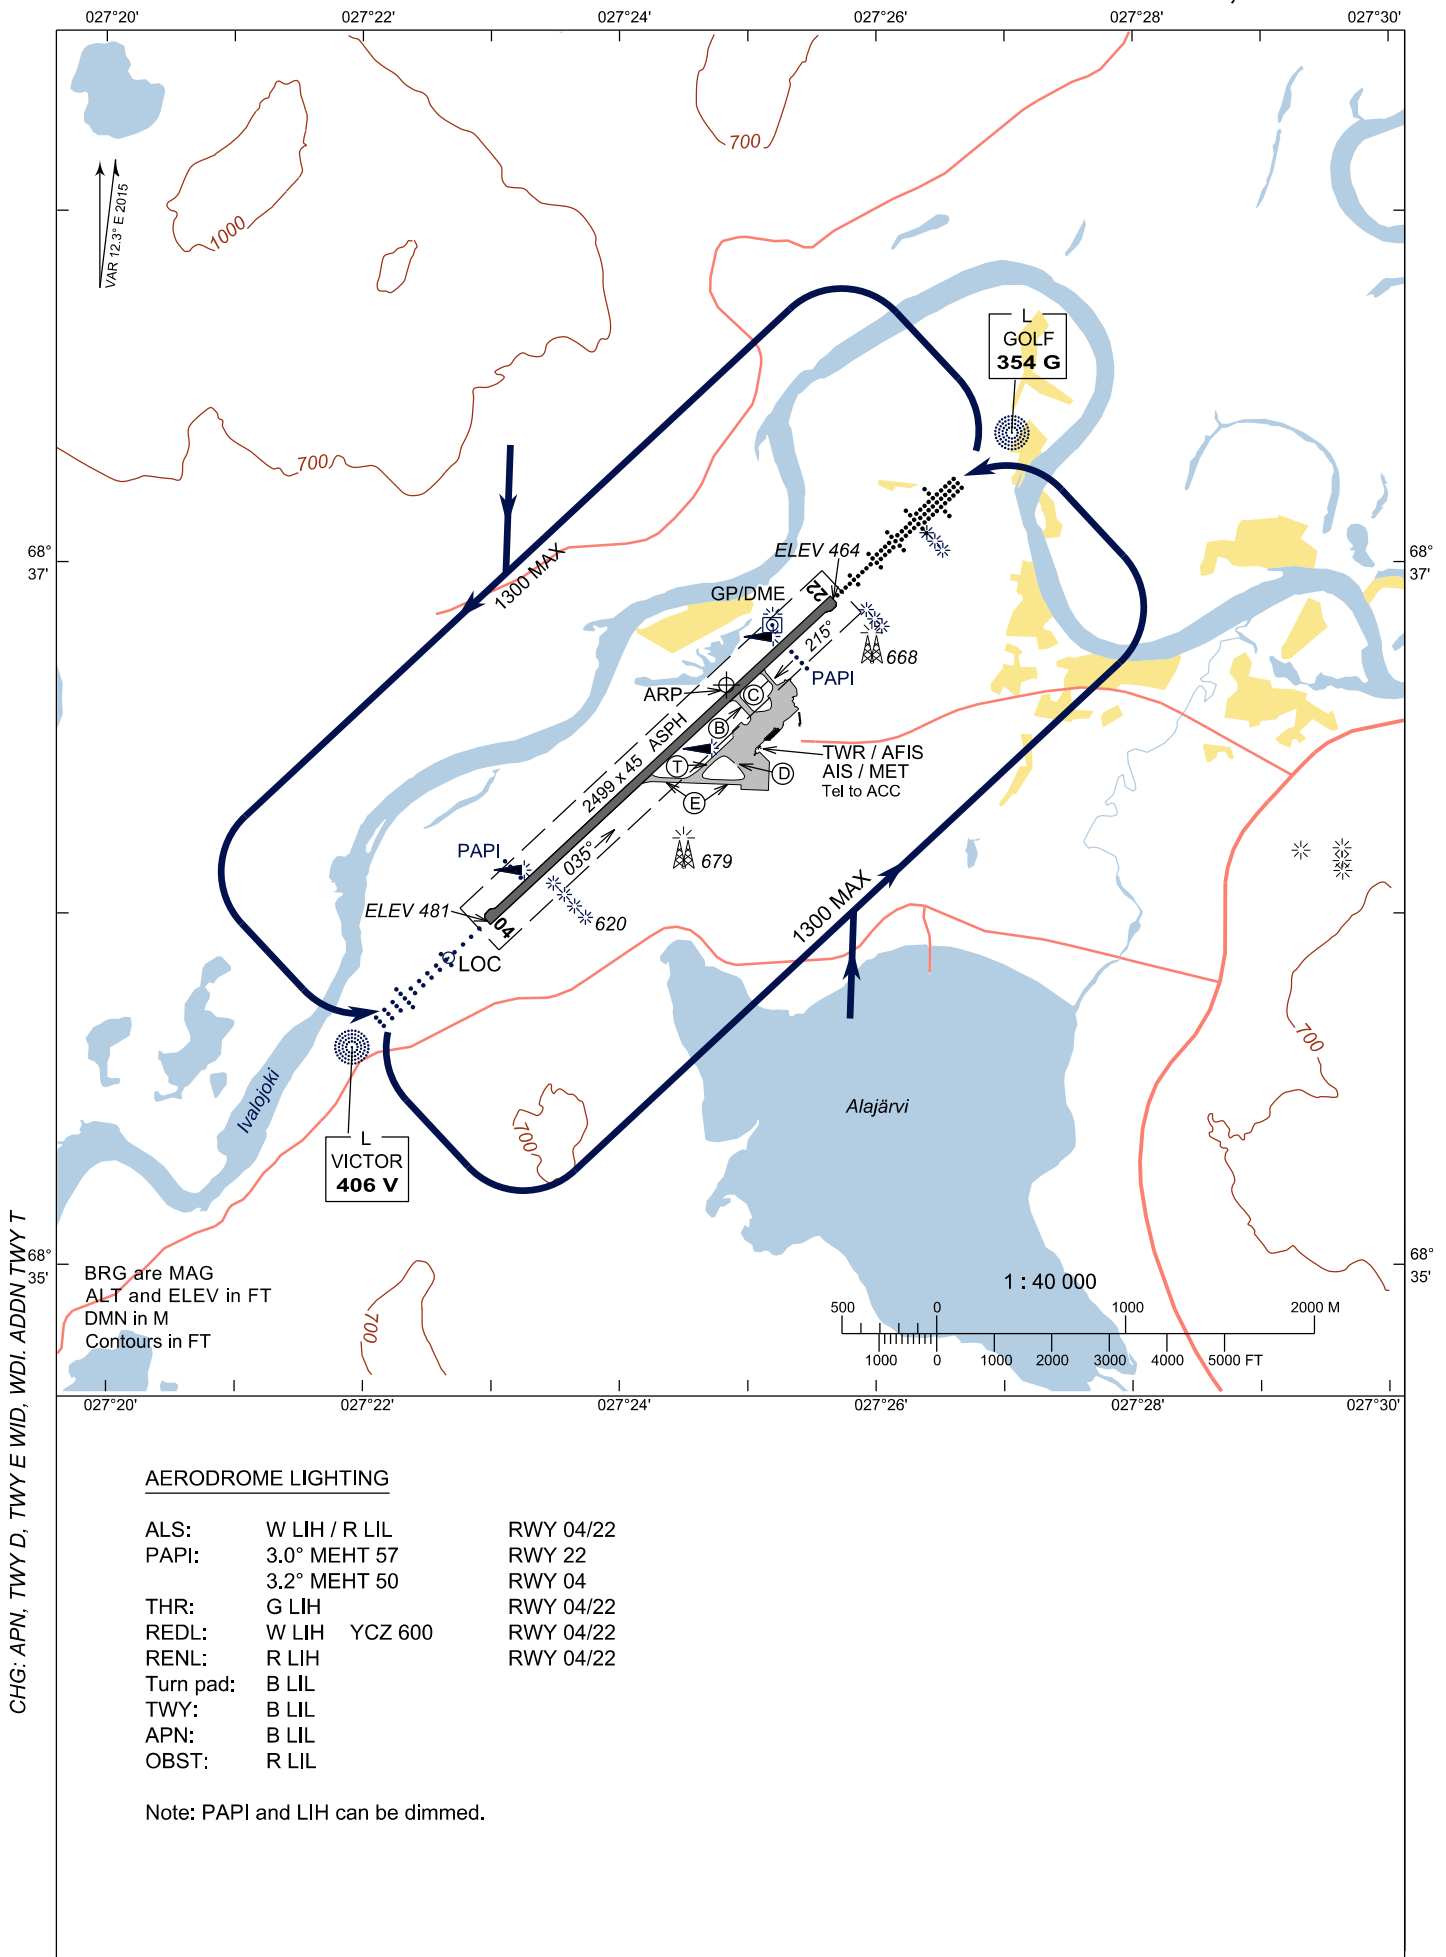 027°20'
027°22'
027°24'
027°26'
027°28'
027°30'
VAR 12.3° E 2015
1000
700
700
L
GOLF
354 G
700
68°
37'
68°
37'
1300 MAX
ELEV 464
GP/DME
22
215°
668
PAPI
ARP
C
B
2499 x 45 ASPH
TWR / AFIS
AIS / MET
Tel to ACC
T
D
E
PAPI
035°
679
ELEV 481
04
620
LOC
1300 MAX
700
Ivalojoki
Alajärvi
700
L
VICTOR
406 V
68°
35'
68°
35'
BRG are MAG
ALT and ELEV in FT
DMN in M
Contours in FT
700
1 : 40 000
500 0 1000 2000 M
1000 0 1000 2000 3000 4000 5000 FT
027°20'
027°22'
027°24'
027°26'
027°28'
027°30'
CHG: APN, TWY D, TWY E WID, WDI. ADDN TWY T
AERODROME LIGHTING
ALS: W LIH / R LIL RWY 04/22
PAPI: 3.0° MEHT 57 RWY 22
3.2° MEHT 50 RWY 04
THR: G LIH RWY 04/22
REDL: W LIH YCZ 600 RWY 04/22
RENL: R LIH RWY 04/22
Turn pad: B LIL
TWY: B LIL
APN: B LIL
OBST: R LIL
Note: PAPI and LIH can be dimmed.